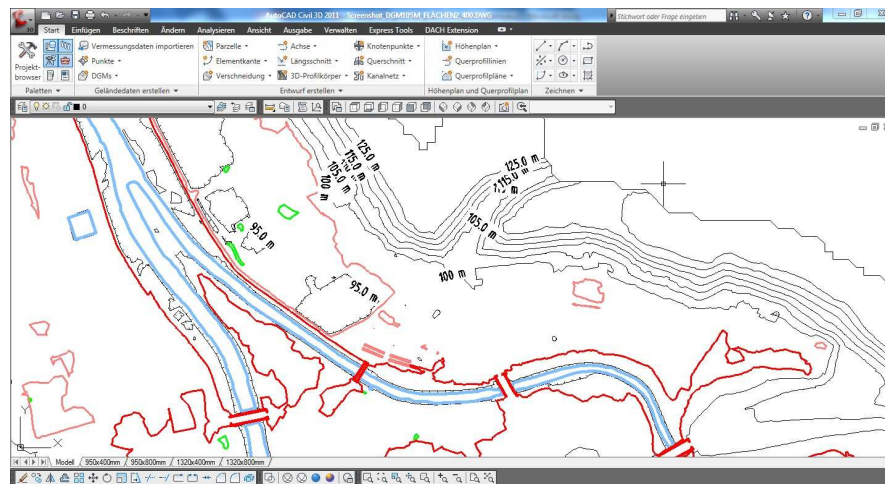 AutoCAD Civil 3D 2011 - Screenshot_DGM105M_FLÄCHEN2_400.DWG
Stichwort oder Frage eingeben
Start Einfügen Beschriften Ändern Analysieren Ansicht Ausgabe Verwalten Express Tools DACH Extension
Projekt-
browser
Vermessungsdaten importieren
Punkte
DGMs
Parzelle
Elementkante
Verschneidung
Achse
Längsschnitt
3D-Profilkörper
Knotenpunkte
Querschnitt
Kanalnetz
Höhenplan
Querprofillinien
Querprofilpläne
Paletten Geländedaten erstellen Entwurf erstellen Höhenplan und Querprofilplan Zeichnen
0
125.0 m
105.0 m
100 m
125.0 m
115.0 m
105.0 m
95.0 m
100 m
95.0 m
X
Modell 950x400mm 950x800mm 1320x400mm 1320x800mm